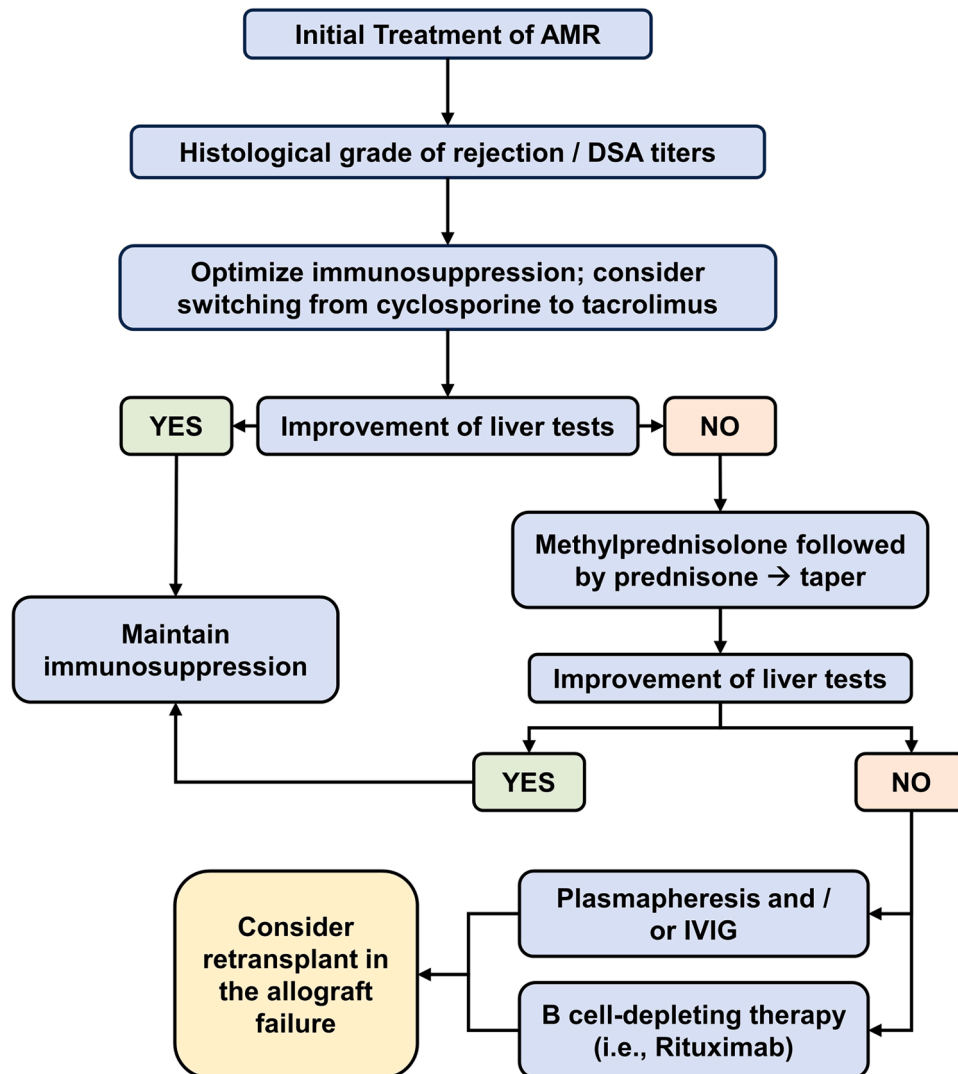 Initial Treatment of AMR
Histological grade of rejection / DSA titers
Optimize immunosuppression; consider
switching from cyclosporine to tacrolimus
YES
Improvement of liver tests
NO
Methylprednisolone followed
by prednisone → taper
Maintain
immunosuppression
Improvement of liver tests
YES
NO
Consider
retransplant in
the allograft
failure
Plasmapheresis and /
or IVIG
B cell-depleting therapy
(i.e., Rituximab)